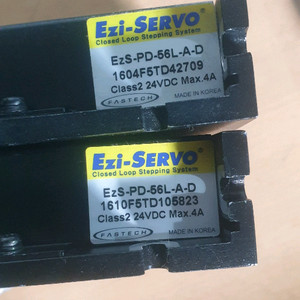 Ezi-SERVO®
Closed Loop Stepping System
EzS-PD-56L-A-D
1604F5TD42709
Class2 24VDC Max.4A
FASTECH
MADE IN KOREA
Ezi-SERVO®
Closed Loop Stepping System
EzS-PD-56L-A-D
1610F5TD105823
Class2 24VDC Max.4A
FASTECH
MADE IN KOREA